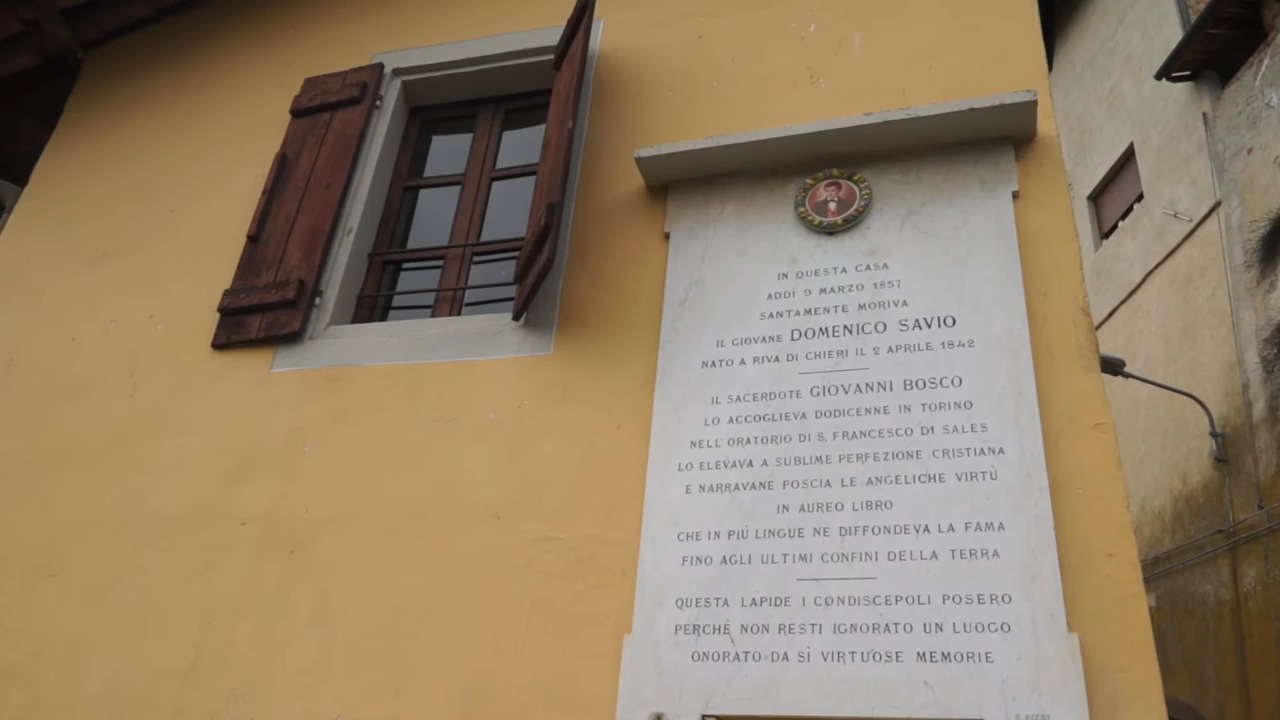 IN QUESTA CASA
ADDÌ 9 MARZO 1857
SANTAMENTE MORIVA
IL GIOVANE DOMENICO SAVIO
NATO A RIVA DI CHIERI IL 2 APRILE 1842
IL SACERDOTE GIOVANNI BOSCO
LO ACCOGLIEVA DODICENNE IN TORINO
NELL'ORATORIO DI S. FRANCESCO DI SALES
LO ELEVAVA A SUBLIME PERFEZIONE CRISTIANA
E NARRAVANE POSCIA LE ANGELICHE VIRTÙ
IN AUREO LIBRO
CHE IN PIÙ LINGUE NE DIFFONDEVA LA FAMA
FINO AGLI ULTIMI CONFINI DELLA TERRA
QUESTA LAPIDE I CONDISCEPOLI POSERO
PERCHÈ NON RESTI IGNORATO UN LUOGO
ONORATO DA SÌ VIRTUOSE MEMORIE